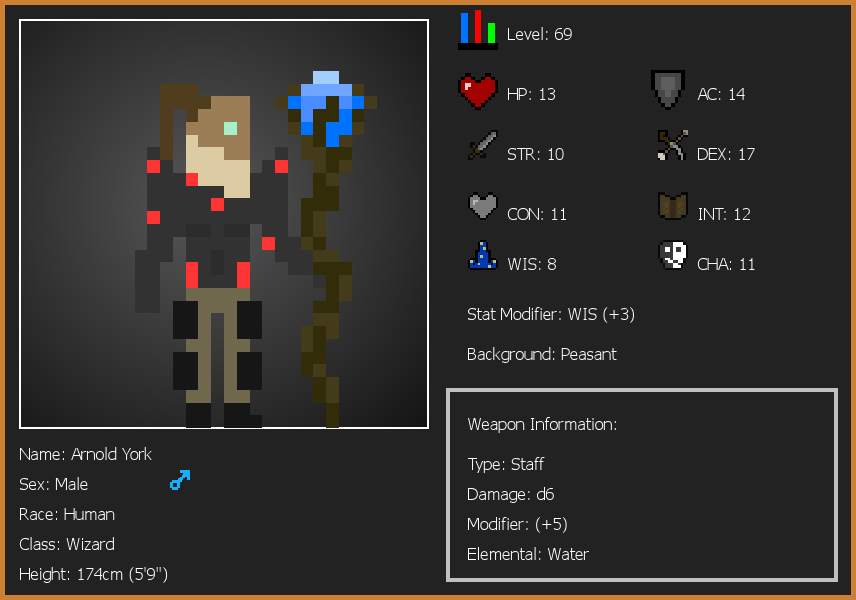 Level: 69
HP: 13
AC: 14
STR: 10
DEX: 17
CON: 11
INT: 12
WIS: 8
CHA: 11
Stat Modifier: WIS (+3)
Background: Peasant
Weapon Information:
Type: Staff
Damage: d6
Modifier: (+5)
Elemental: Water
Name: Arnold York
Sex: Male
Race: Human
Class: Wizard
Height: 174cm (5'9")